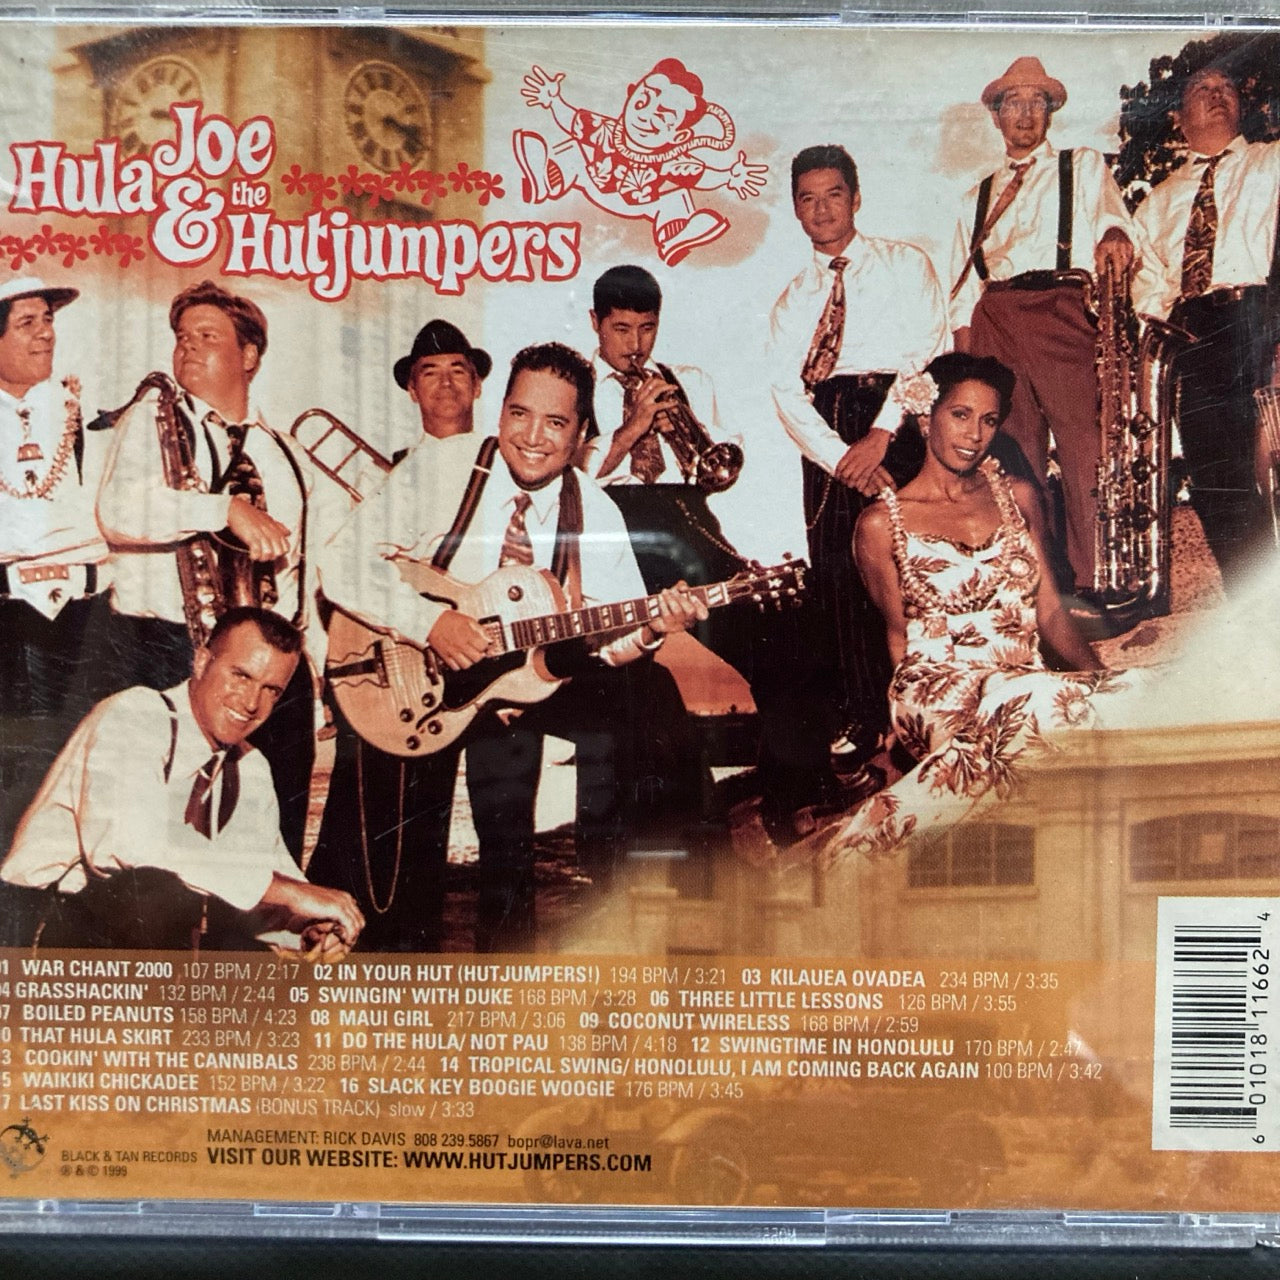 Hula Joe
& the
Hutjumpers
01 WAR CHANT 2000 107 BPM / 2:17 02 IN YOUR HUT (HUTJUMPERS!) 194 BPM / 3:21 03 KILAUEA OVADEA 234 BPM / 3:35
04 GRASSHACKIN' 132 BPM / 2:44 05 SWINGIN' WITH DUKE 168 BPM / 3:28 06 THREE LITTLE LESSONS 126 BPM / 3:55
07 BOILED PEANUTS 158 BPM / 4:23 08 MAUI GIRL 217 BPM / 3:06 09 COCONUT WIRELESS 168 BPM / 2:59
0 THAT HULA SKIRT 233 BPM / 3:23 11 DO THE HULA/ NOT PAU 138 BPM / 4:18 12 SWINGTIME IN HONOLULU 170 BPM / 2:47
3 COOKIN' WITH THE CANNIBALS 238 BPM / 2:44 14 TROPICAL SWING/ HONOLULU, I AM COMING BACK AGAIN 100 BPM / 3:42
5 WAIKIKI CHICKADEE 152 BPM / 3:22 16 SLACK KEY BOOGIE WOOGIE 176 BPM / 3:45
7 LAST KISS ON CHRISTMAS (BONUS TRACK) slow / 3:33
MANAGEMENT: RICK DAVIS 808 239.5867 bopr@lava.net
BLACK & TAN RECORDS VISIT OUR WEBSITE: WWW.HUTJUMPERS.COM
℗ & © 1999
6 01018 11662 4